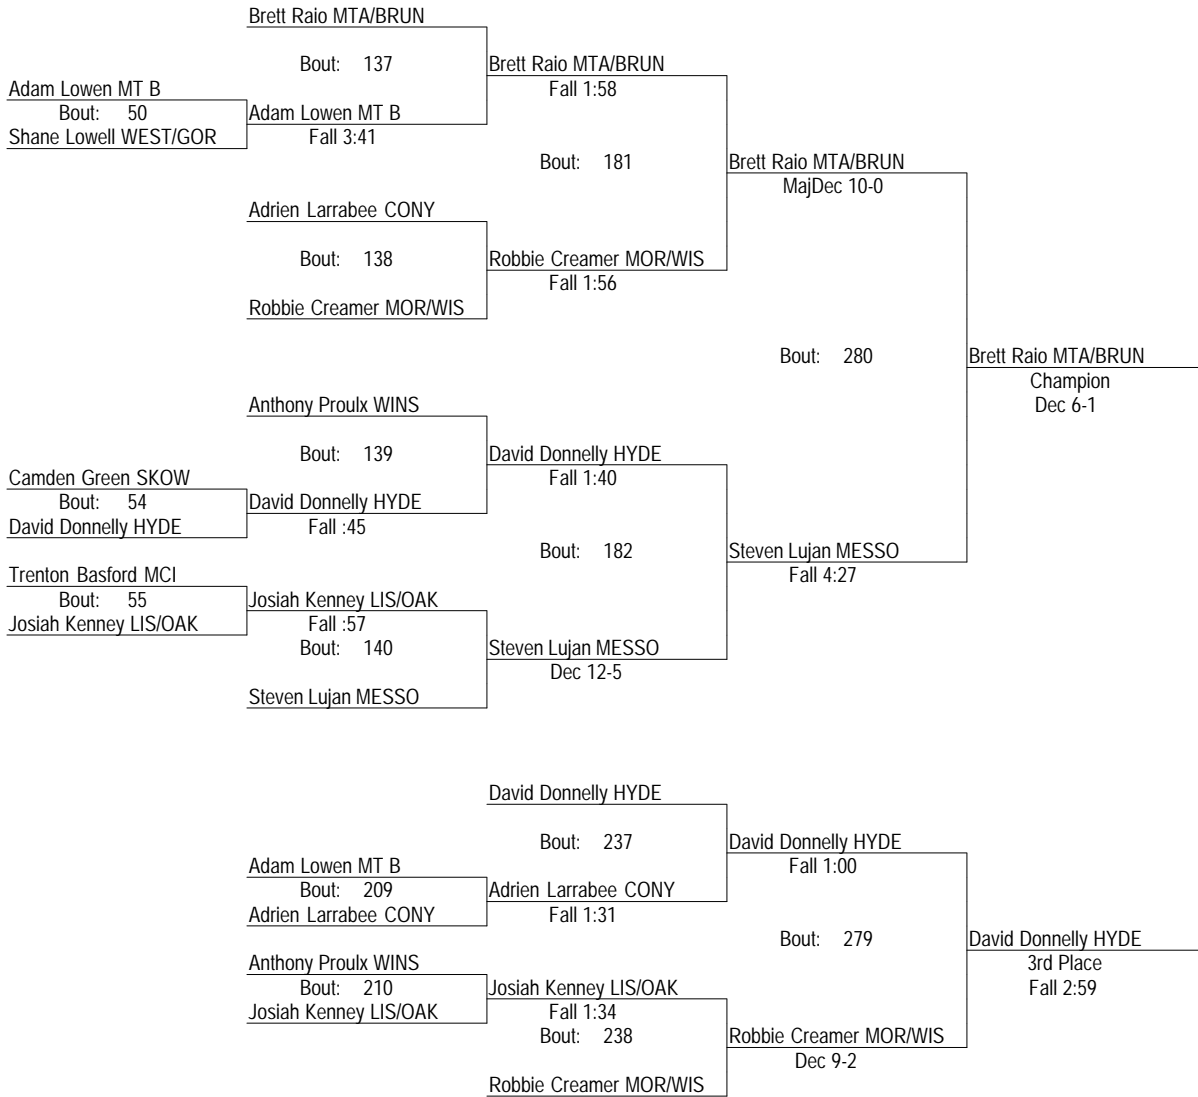 Brett Raio MTA/BRUN
Bout: 137
Brett Raio MTA/BRUN
Fall 1:58
Adam Lowen MT B
Bout: 50
Adam Lowen MT B
Shane Lowell WEST/GOR
Fall 3:41
Bout: 181
Brett Raio MTA/BRUN
MajDec 10-0
Adrien Larrabee CONY
Bout: 138
Robbie Creamer MOR/WIS
Fall 1:56
Robbie Creamer MOR/WIS
Bout: 280
Brett Raio MTA/BRUN
Champion
Dec 6-1
Anthony Proulx WINS
Bout: 139
David Donnelly HYDE
Fall 1:40
Camden Green SKOW
Bout: 54
David Donnelly HYDE
David Donnelly HYDE
Fall :45
Bout: 182
Steven Lujan MESSO
Fall 4:27
Trenton Basford MCI
Bout: 55
Josiah Kenney LIS/OAK
Josiah Kenney LIS/OAK
Fall :57
Bout: 140
Steven Lujan MESSO
Dec 12-5
Steven Lujan MESSO
David Donnelly HYDE
Bout: 237
David Donnelly HYDE
Fall 1:00
Adam Lowen MT B
Bout: 209
Adrien Larrabee CONY
Adrien Larrabee CONY
Fall 1:31
Bout: 279
David Donnelly HYDE
3rd Place
Fall 2:59
Anthony Proulx WINS
Bout: 210
Josiah Kenney LIS/OAK
Josiah Kenney LIS/OAK
Fall 1:34
Bout: 238
Robbie Creamer MOR/WIS
Dec 9-2
Robbie Creamer MOR/WIS